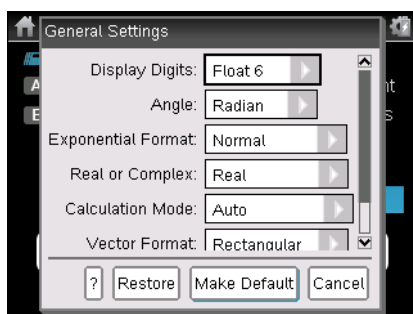 General Settings
Display Digits: Float 6
Angle: Radian
Exponential Format: Normal
Real or Complex: Real
Calculation Mode: Auto
Vector Format: Rectangular
? Restore Make Default Cancel